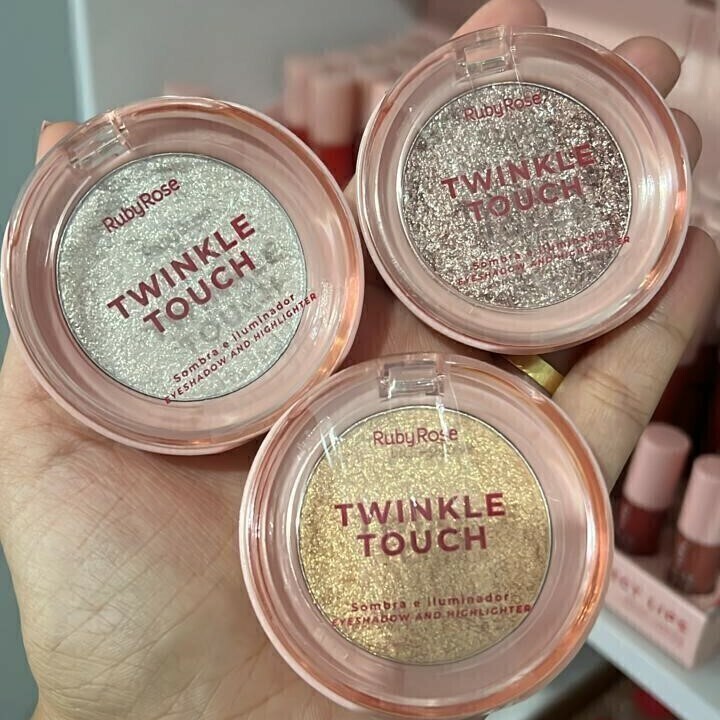 RubyRose
TWINKLE
TOUCH
Sombra e iluminador
EYESHADOW AND HIGHLIGHTER
RubyRose
TWINKLE
TOUCH
Sombra e iluminador
EYESHADOW AND HIGHLIGHTER
RubyRose
TWINKLE
TOUCH
Sombra e iluminador
EYESHADOW AND HIGHLIGHTER